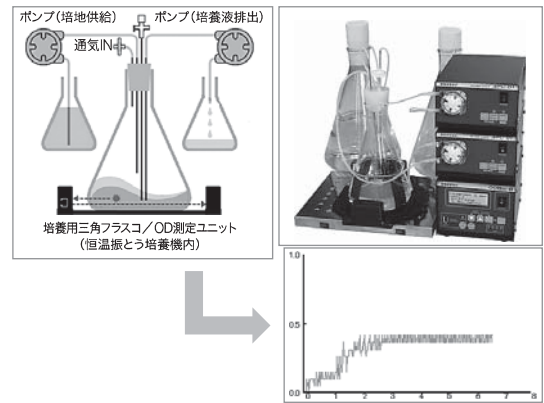 ポンプ（培地供給）
ポンプ（培養液排出）
通気IN
培養用三角フラスコ／OD測定ユニット
（恒温振とう培養機内）
1.0
0.5
0.0
0 1 2 3 4 5 6 7 8